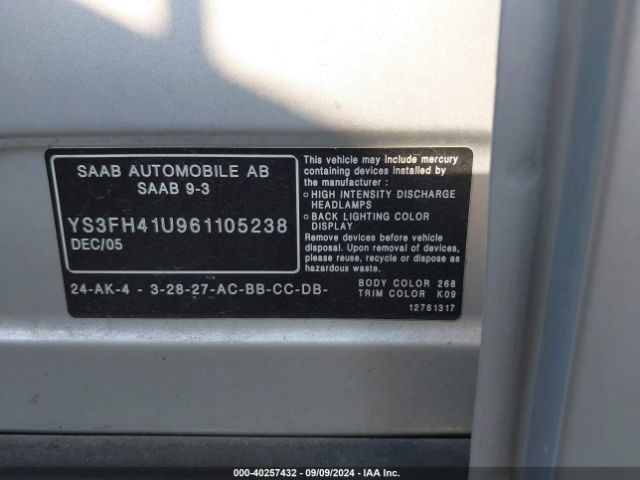 SAAB AUTOMOBILE AB
SAAB 9-3
YS3FH41U961105238
DEC/05
This vehicle may include mercury
containing devices installed by
the manufacturer :
o HIGH INTENSITY DISCHARGE
HEADLAMPS
o BACK LIGHTING COLOR
DISPLAY
Remove devices before vehicle
disposal. Upon removal of devices,
please reuse, recycle or dispose as
hazardous waste.
24-AK-4 - 3-28-27-AC-BB-CC-DB-
BODY COLOR 268
TRIM COLOR K09
12761317
000-40257432 - 09/09/2024 - IAA Inc.